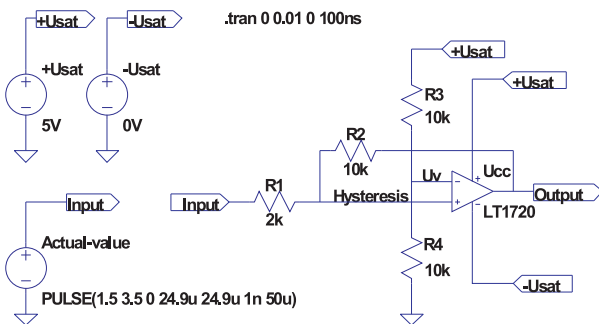 +Usat
-Usat
.tran 0 0.01 0 100ns
+Usat
-Usat
5V
0V
+Usat
R3
10k
+Usat
R2
10k
Uv
Ucc
Input
Input
R1
2k
Hysteresis
Output
LT1720
Actual-value
R4
10k
-Usat
PULSE(1.5 3.5 0 24.9u 24.9u 1n 50u)